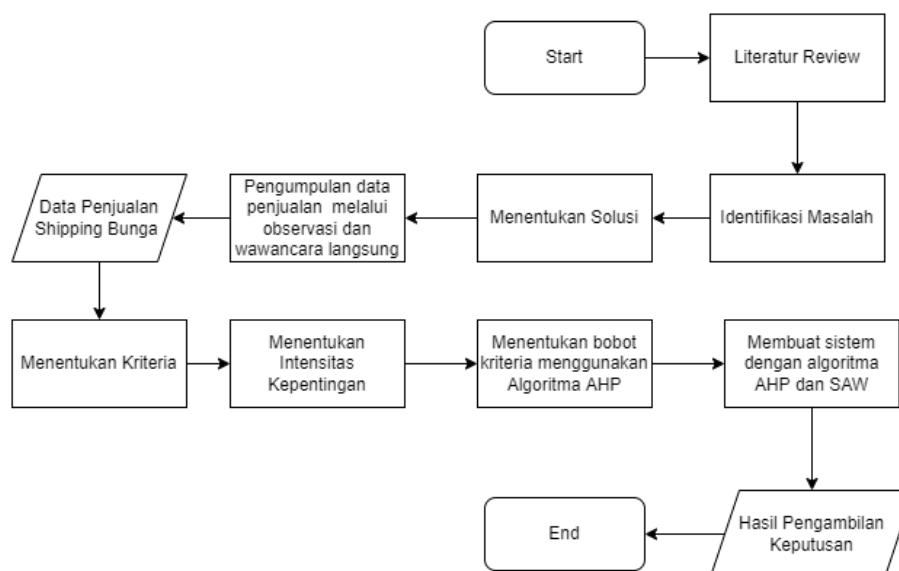 Start
Literatur Review
Identifikasi Masalah
Menentukan Solusi
Pengumpulan data
penjualan melalui
observasi dan
wawancara langsung
Data Penjualan
Shipping Bunga
Menentukan Kriteria
Menentukan
Intensitas
Kepentingan
Menentukan bobot
kriteria menggunakan
Algoritma AHP
Membuat sistem
dengan algoritma
AHP dan SAW
Hasil Pengambilan
Keputusan
End